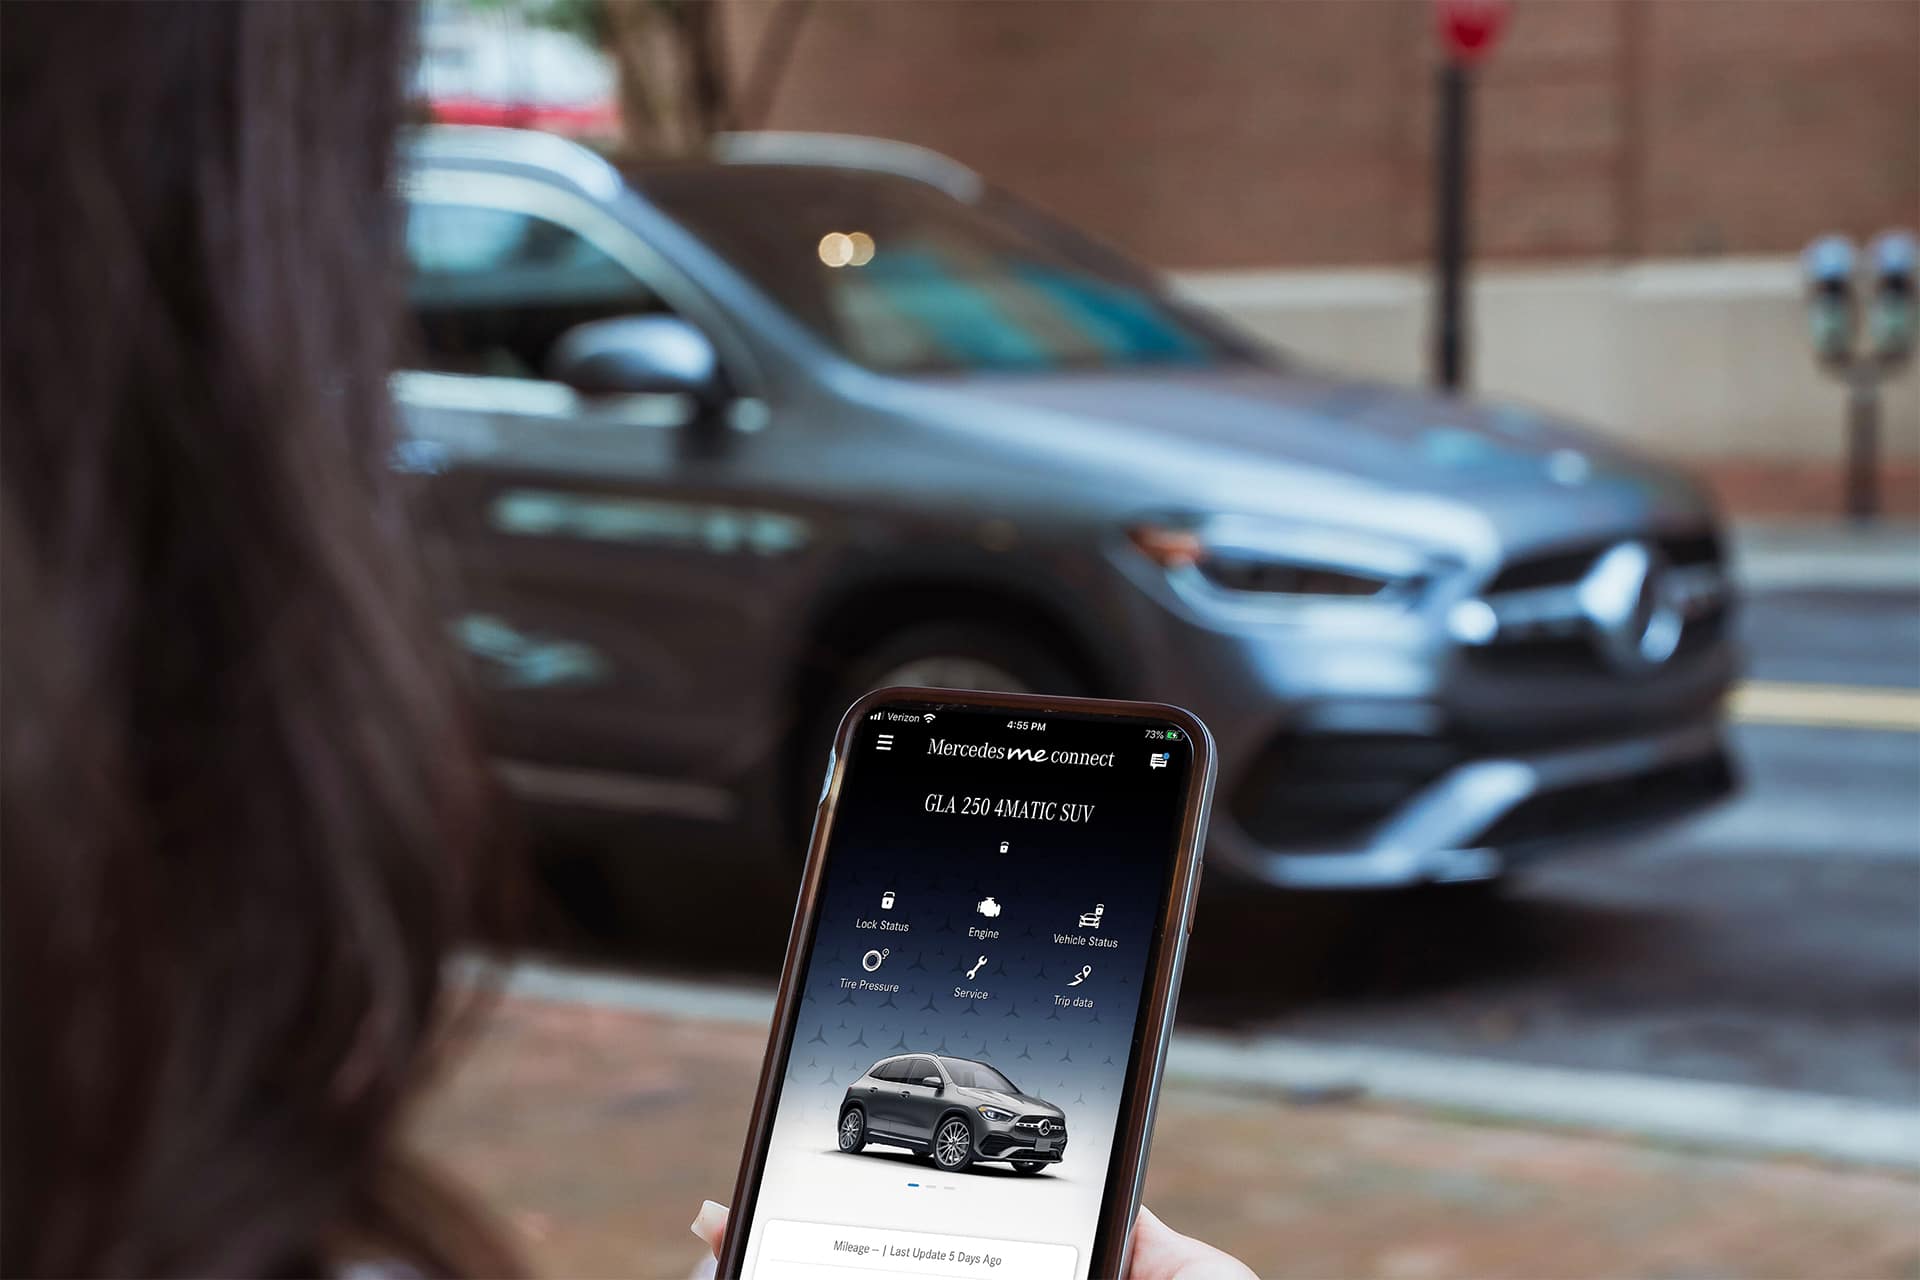 Verizon 4:55 PM 73%
Mercedes me connect
GLA 250 4MATIC SUV
Lock Status Engine Vehicle Status
Tire Pressure Service Trip data
Mileage -- | Last Update 5 Days Ago